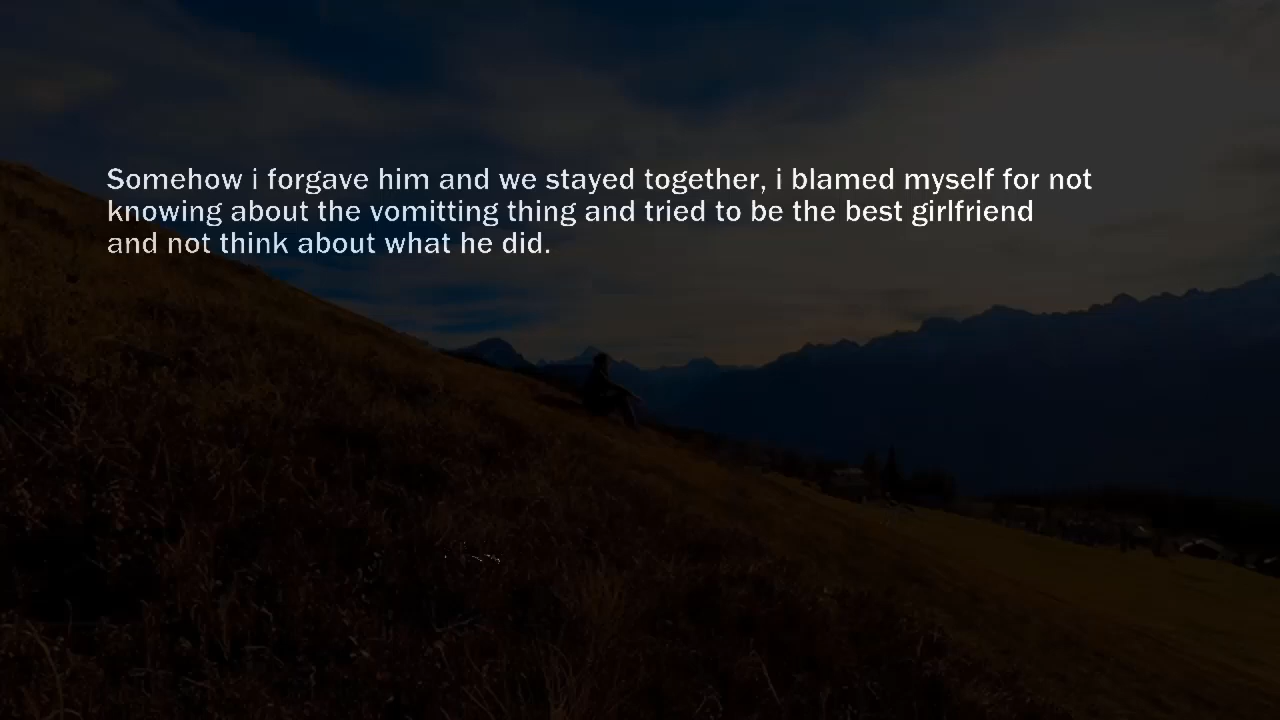 Somehow i forgave him and we stayed together, i blamed myself for not
knowing about the vomitting thing and tried to be the best girlfriend
and not think about what he did.